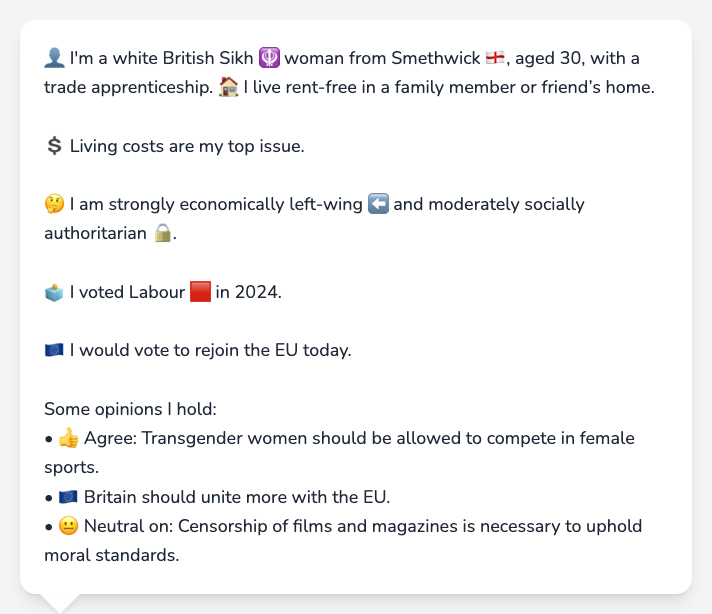 👤 I'm a white British Sikh 🪯 woman from Smethwick 🏴󠁧󠁢󠁥󠁮󠁧󠁿, aged 30, with a
trade apprenticeship. 🏠 I live rent-free in a family member or friend’s home.
💲 Living costs are my top issue.
🤔 I am strongly economically left-wing ⬅️ and moderately socially
authoritarian 🔒.
🗳️ I voted Labour 🟥 in 2024.
🇪🇺 I would vote to rejoin the EU today.
Some opinions I hold:
• 👍 Agree: Transgender women should be allowed to compete in female
sports.
• 🇪🇺 Britain should unite more with the EU.
• 😐 Neutral on: Censorship of films and magazines is necessary to uphold
moral standards.